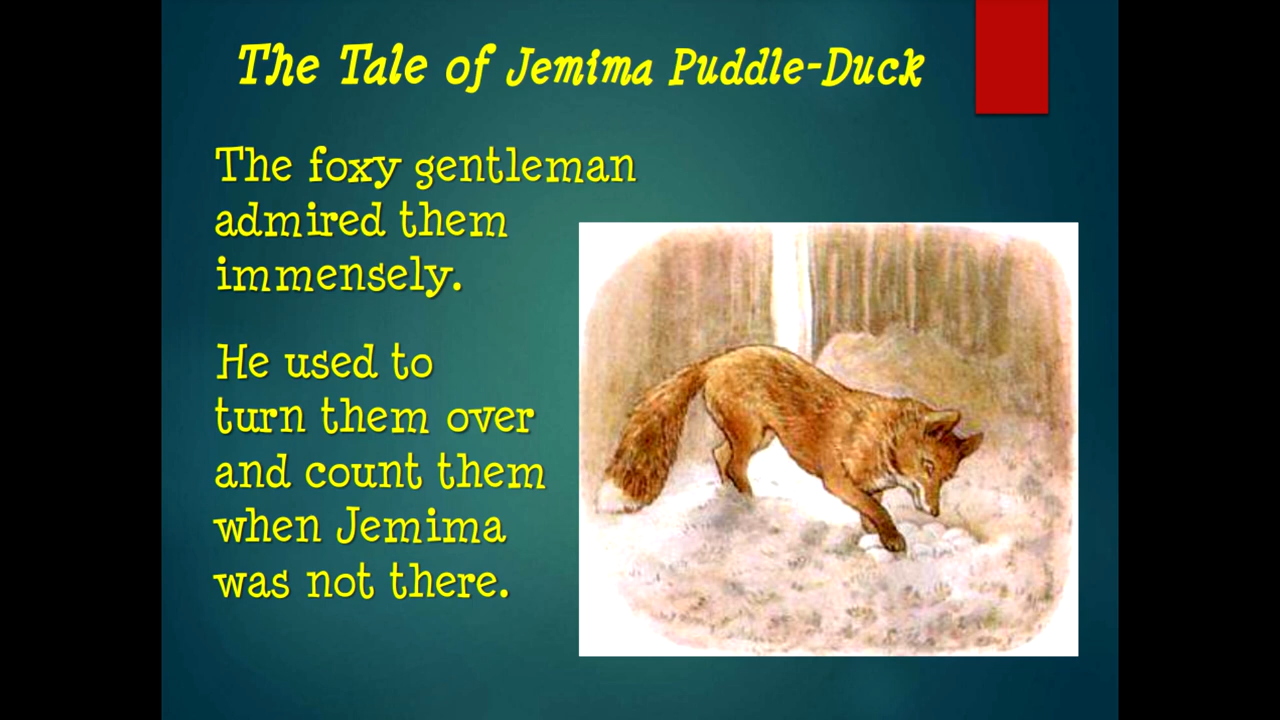 The Tale of Jemima Puddle-Duck
The foxy gentleman
admired them
immensely.
He used to
turn them over
and count them
when Jemima
was not there.